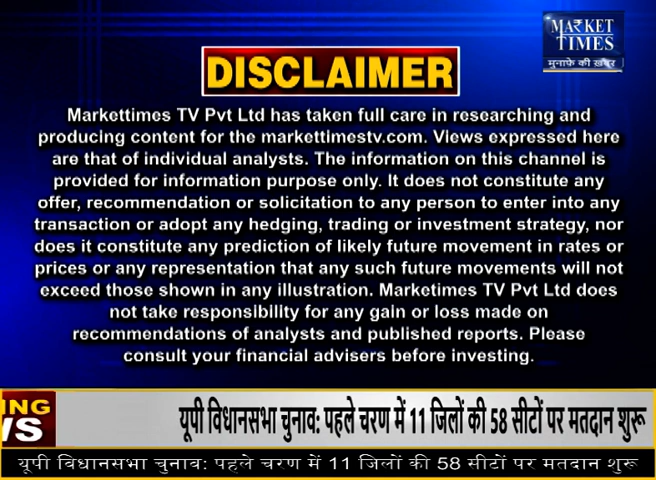 MARKET
TIMES
मुनाफे की ख़बर
DISCLAIMER
Markettimes TV Pvt Ltd has taken full care in researching and
producing content for the markettimestv.com. Views expressed here
are that of individual analysts. The information on this channel is
provided for information purpose only. It does not constitute any
offer, recommendation or solicitation to any person to enter into any
transaction or adopt any hedging, trading or investment strategy, nor
does it constitute any prediction of likely future movement in rates or
prices or any representation that any such future movements will not
exceed those shown in any illustration. Marketimes TV Pvt Ltd does
not take responsibility for any gain or loss made on
recommendations of analysts and published reports. Please
consult your financial advisers before investing.
ING
WS
यूपी विधानसभा चुनाव: पहले चरण में 11 जिलों की 58 सीटों पर मतदान शुरू
यूपी विधानसभा चुनाव: पहले चरण में 11 जिलों की 58 सीटों पर मतदान शुरू